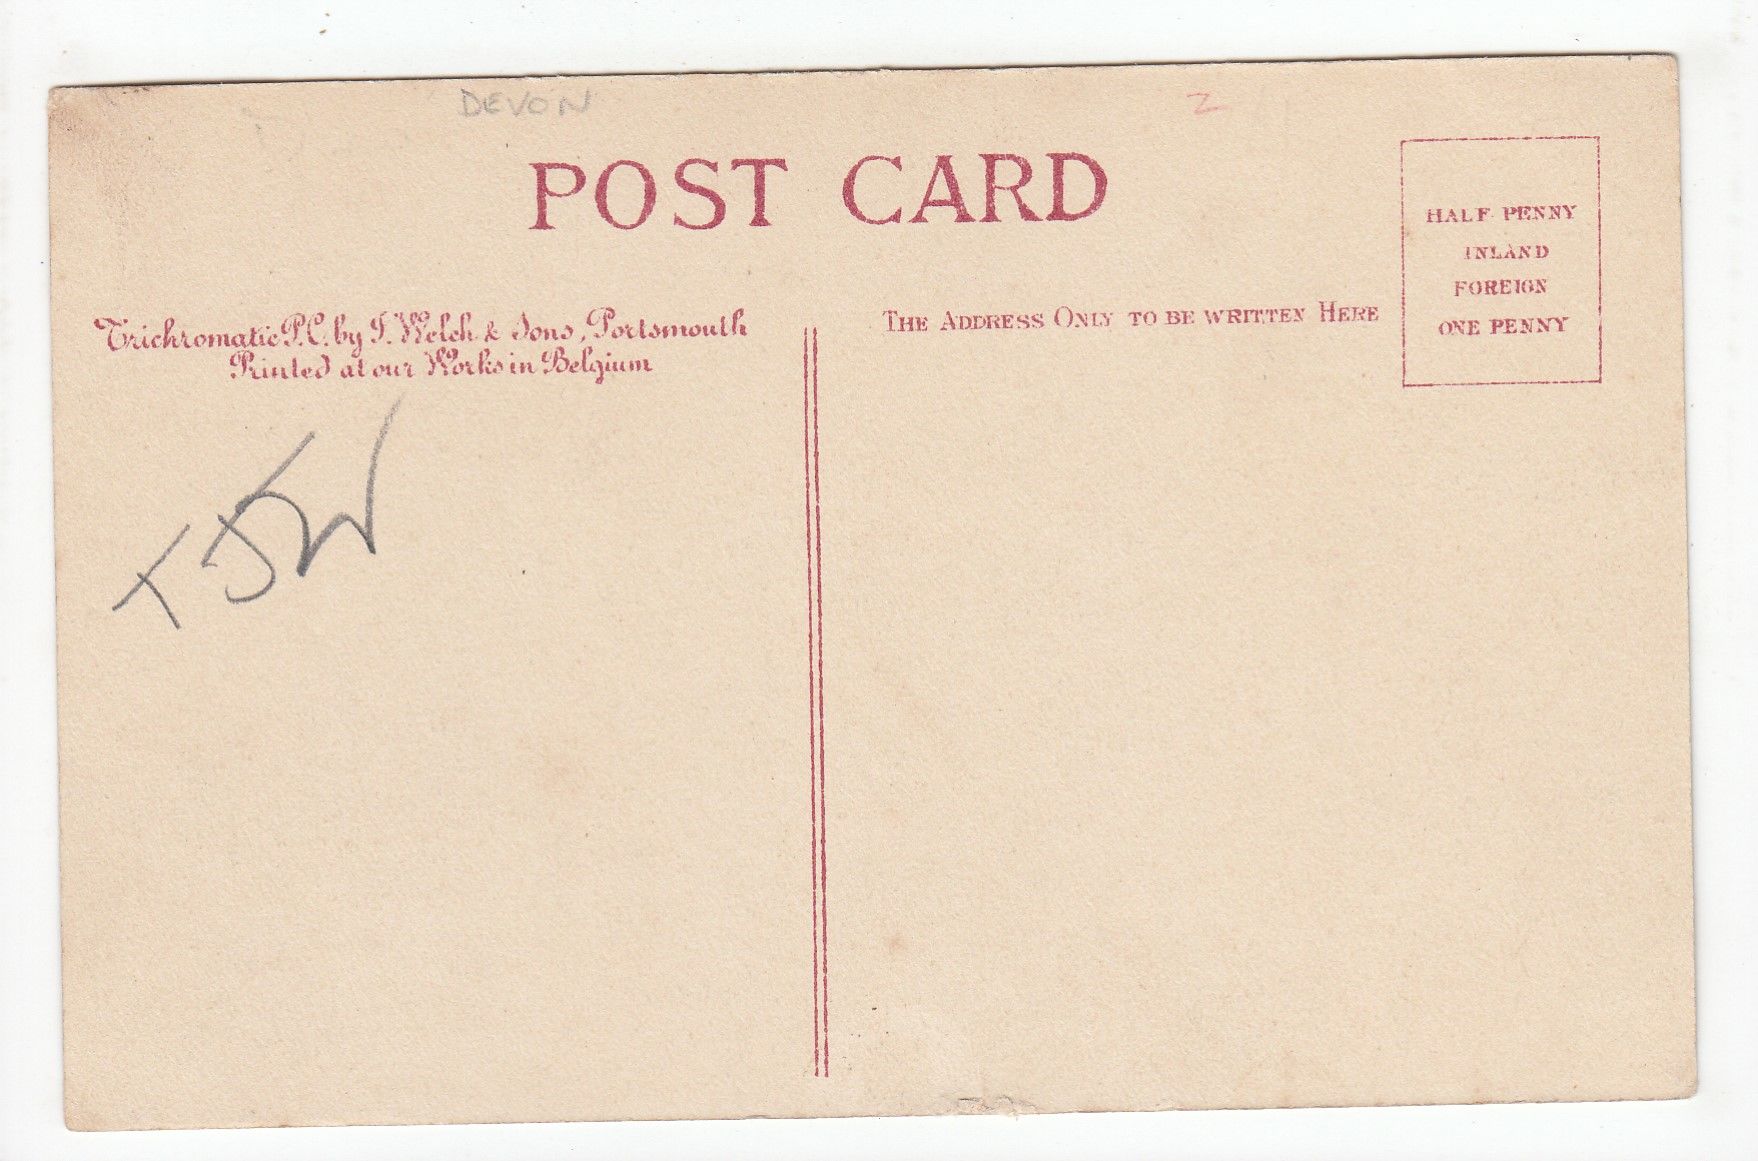 DEVON
Z
POST CARD
HALF PENNY
INLAND
FOREIGN
ONE PENNY
Trichromatic P.C. by J. Welch & Sons, Portsmouth
Printed at our Works in Belgium
THE ADDRESS ONLY TO BE WRITTEN HERE